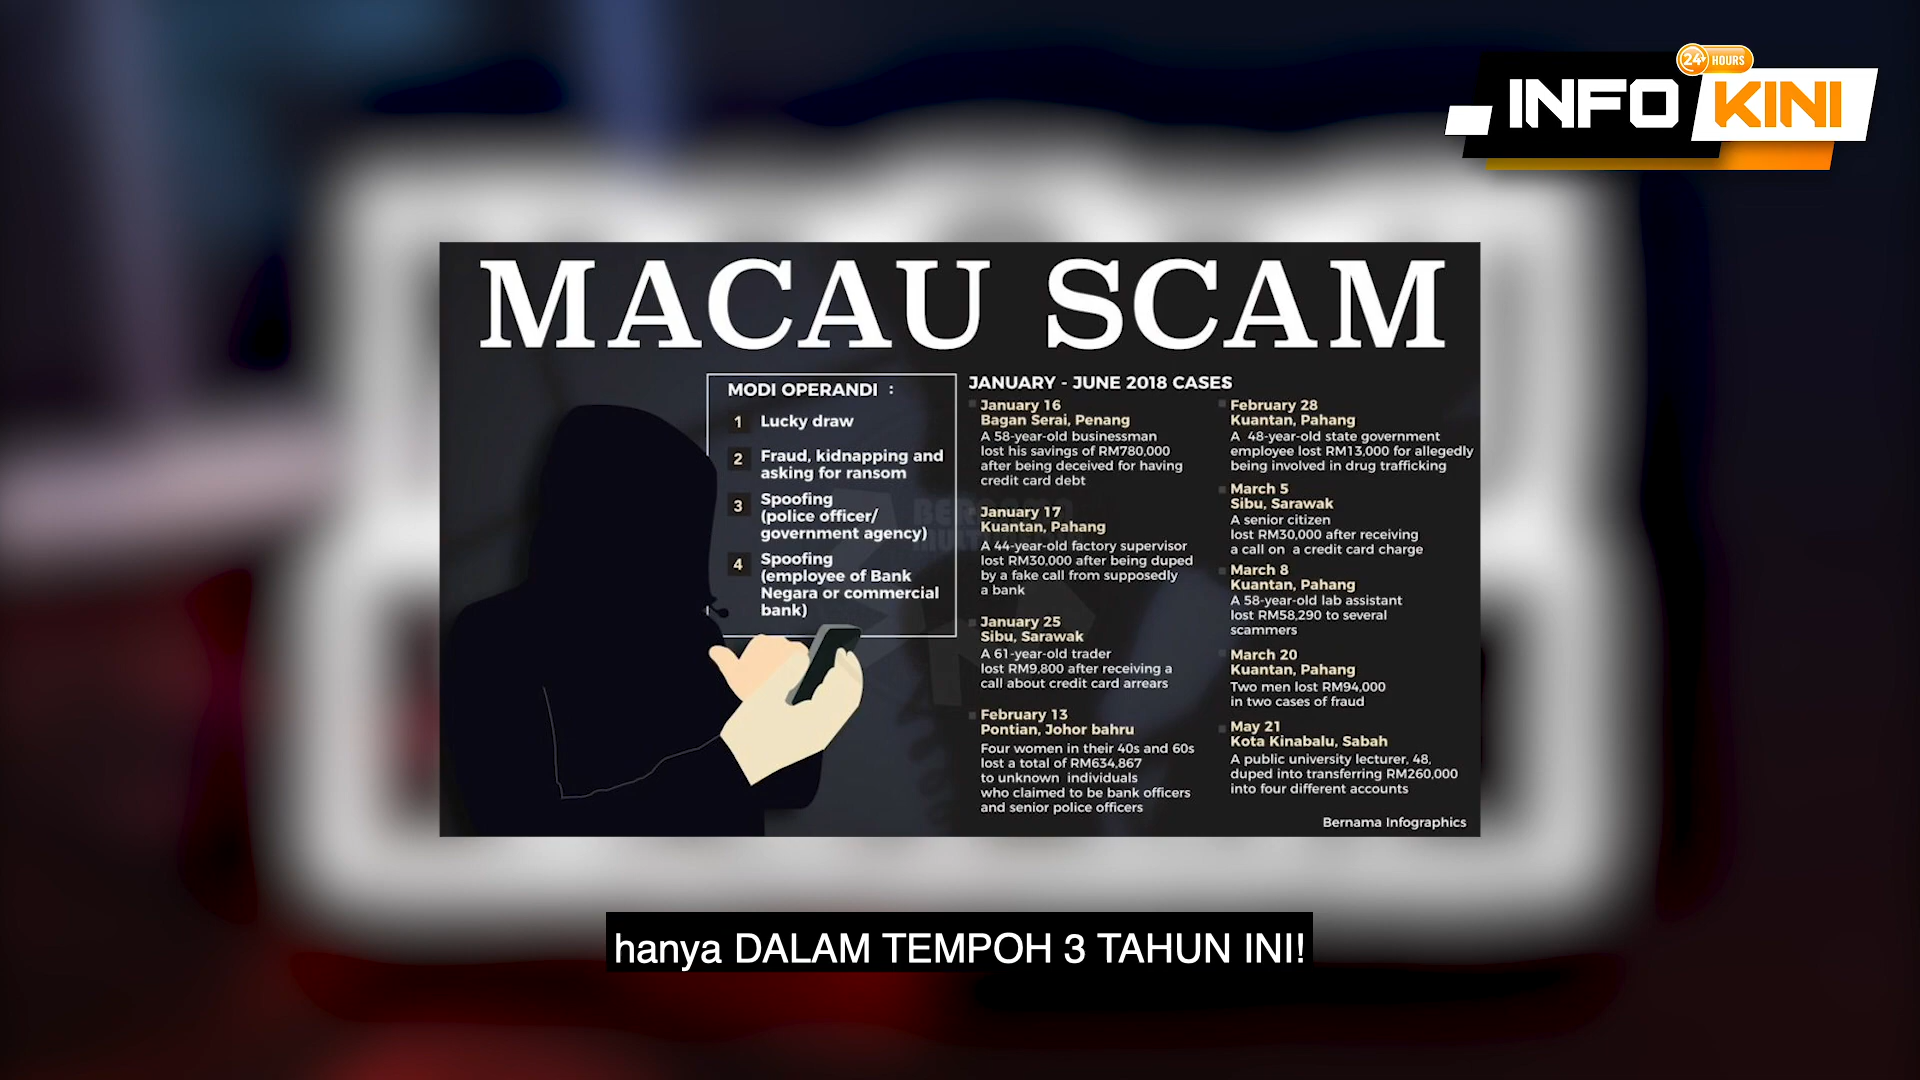 24+ HOURS
INFO KINI
MACAU SCAM
MODI OPERANDI :
1 Lucky draw
2 Fraud, kidnapping and
asking for ransom
3 Spoofing
(police officer/
government agency)
4 Spoofing
(employee of Bank
Negara or commercial
bank)
JANUARY - JUNE 2018 CASES
January 16
Bagan Serai, Penang
A 58-year-old businessman
lost his savings of RM780,000
after being deceived for having
credit card debt
January 17
Kuantan, Pahang
A 44-year-old factory supervisor
lost RM30,000 after being duped
by a fake call from supposedly
a bank
January 25
Sibu, Sarawak
A 61-year-old trader
lost RM9,800 after receiving a
call about credit card arrears
February 13
Pontian, Johor bahru
Four women in their 40s and 60s
lost a total of RM634,867
to unknown individuals
who claimed to be bank officers
and senior police officers
February 28
Kuantan, Pahang
A 48-year-old state government
employee lost RM13,000 for allegedly
being involved in drug trafficking
March 5
Sibu, Sarawak
A senior citizen
lost RM30,000 after receiving
a call on a credit card charge
March 8
Kuantan, Pahang
A 58-year-old lab assistant
lost RM58,290 to several
scammers
March 20
Kuantan, Pahang
Two men lost RM94,000
in two cases of fraud
May 21
Kota Kinabalu, Sabah
A public university lecturer, 48,
duped into transferring RM260,000
into four different accounts
Bernama Infographics
hanya DALAM TEMPOH 3 TAHUN INI!